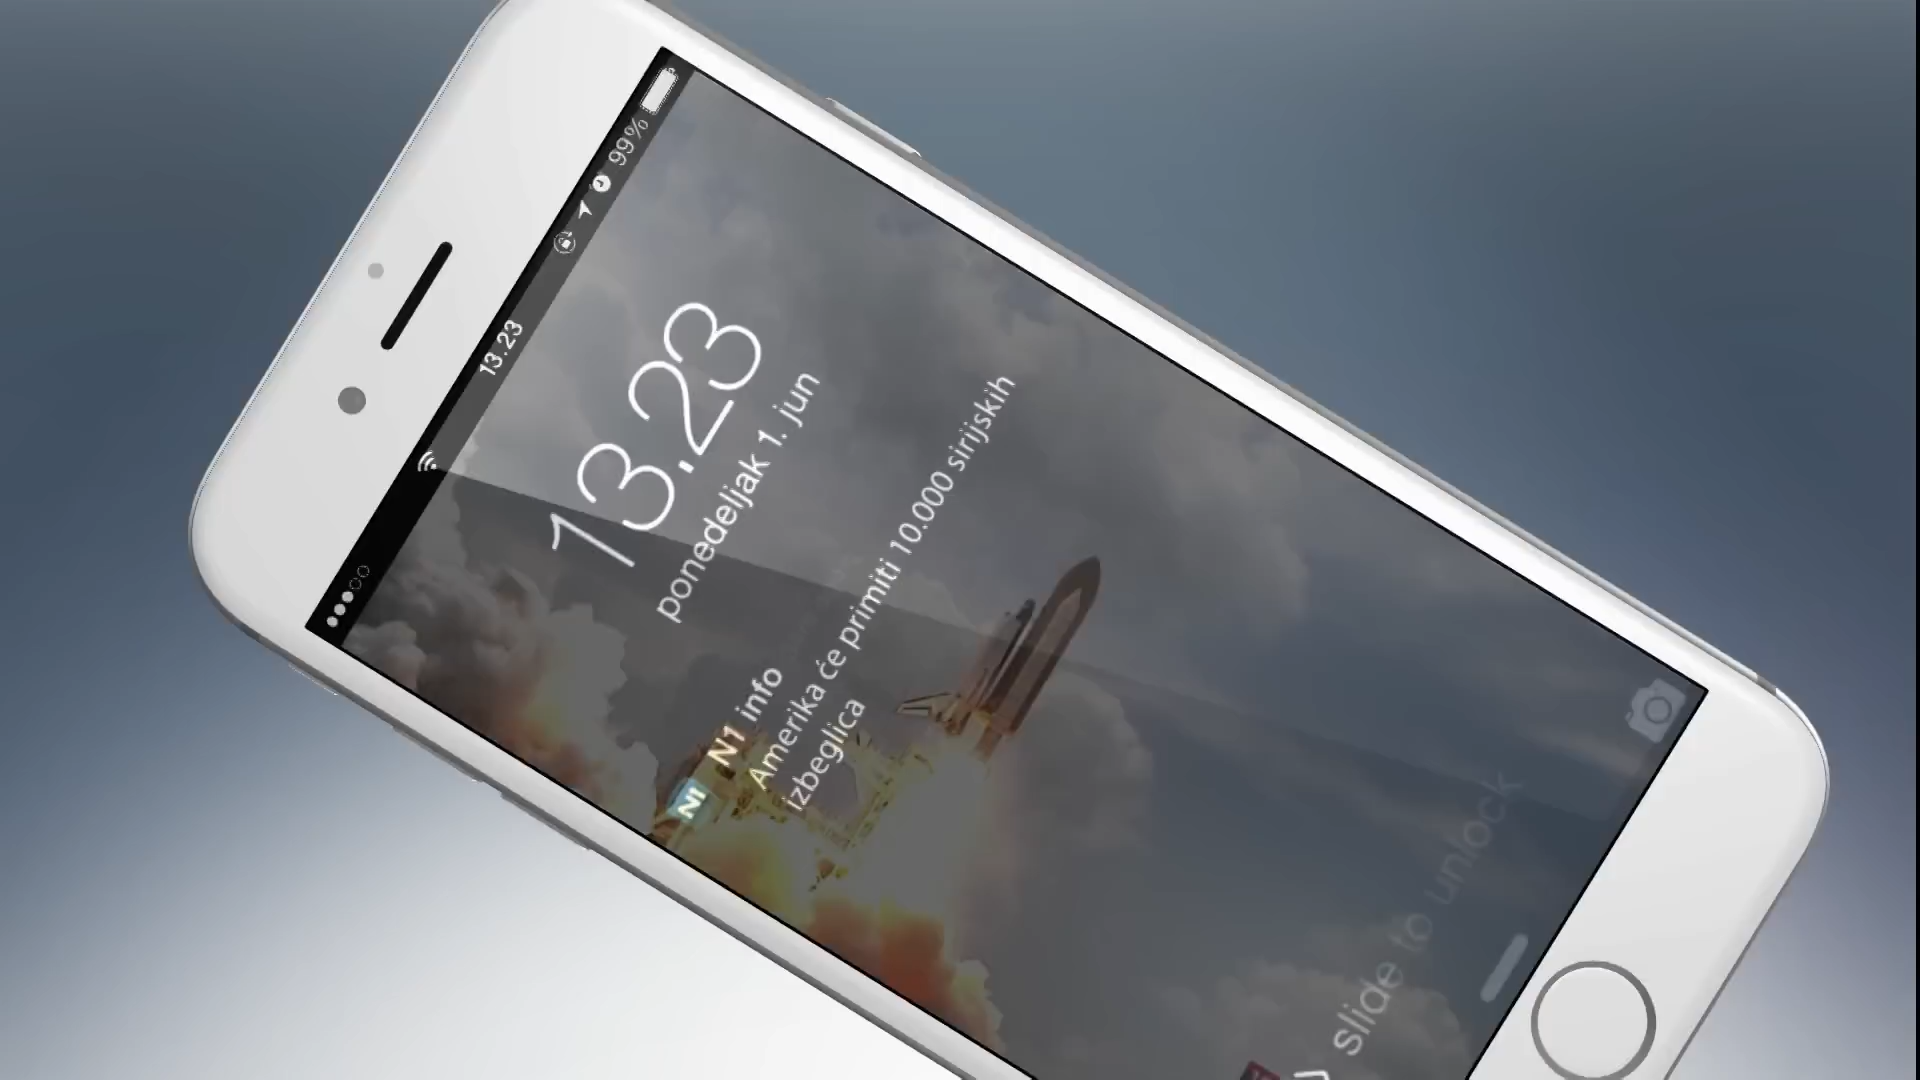 13.23
99%
13.23
ponedeljak 1. jun
N1
N1 info
Amerika će primiti 10.000 sirijskih
izbeglica
slide to unlock